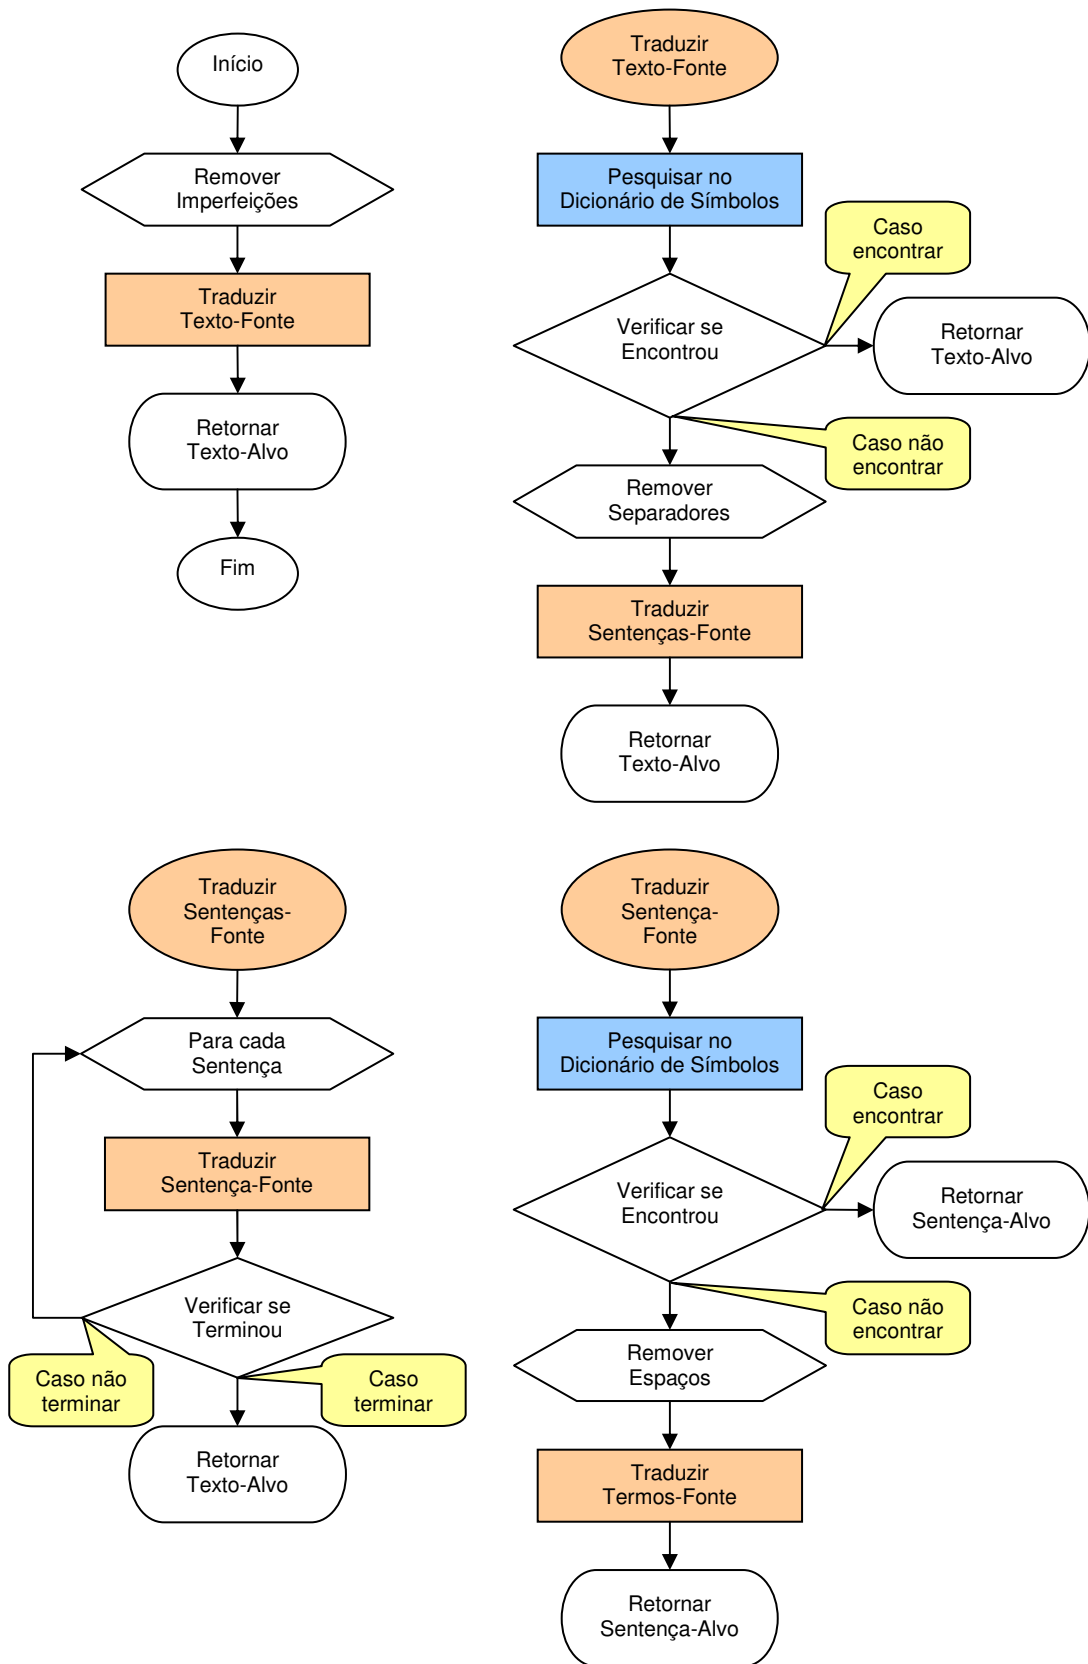 Início
Remover
Imperfeições
Traduzir
Texto-Fonte
Retornar
Texto-Alvo
Fim
Traduzir
Texto-Fonte
Pesquisar no
Dicionário de Símbolos
Caso
encontrar
Verificar se
Encontrou
Retornar
Texto-Alvo
Caso não
encontrar
Remover
Separadores
Traduzir
Sentenças-Fonte
Retornar
Texto-Alvo
Traduzir
Sentenças-
Fonte
Para cada
Sentença
Traduzir
Sentença-Fonte
Verificar se
Terminou
Caso não
terminar
Caso
terminar
Retornar
Texto-Alvo
Traduzir
Sentença-
Fonte
Pesquisar no
Dicionário de Símbolos
Caso
encontrar
Verificar se
Encontrou
Retornar
Sentença-Alvo
Caso não
encontrar
Remover
Espaços
Traduzir
Termos-Fonte
Retornar
Sentença-Alvo